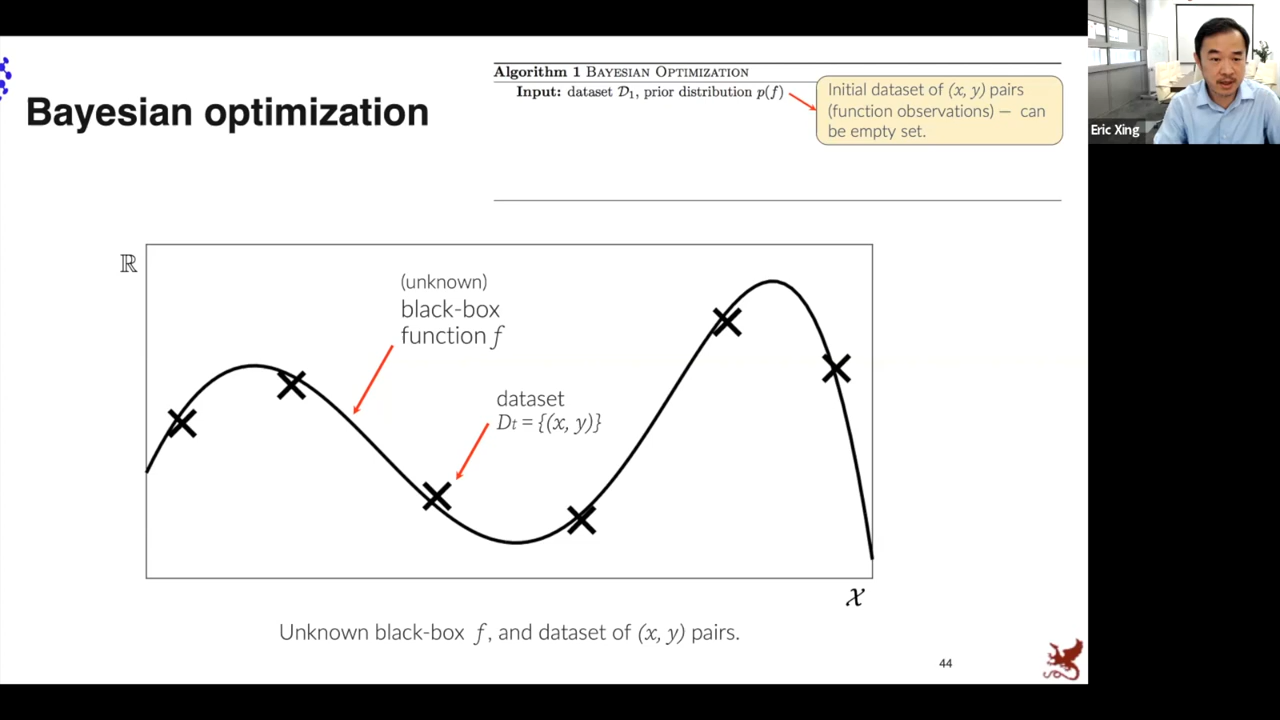 Bayesian optimization
Algorithm 1 BAYESIAN OPTIMIZATION
Input: dataset 𝒟₁, prior distribution p(f)
Initial dataset of (x, y) pairs
(function observations) — can
be empty set.
Eric Xing
ℝ
(unknown)
black-box
function f
dataset
Dt = {(x, y)}
𝒳
Unknown black-box f, and dataset of (x, y) pairs.
44